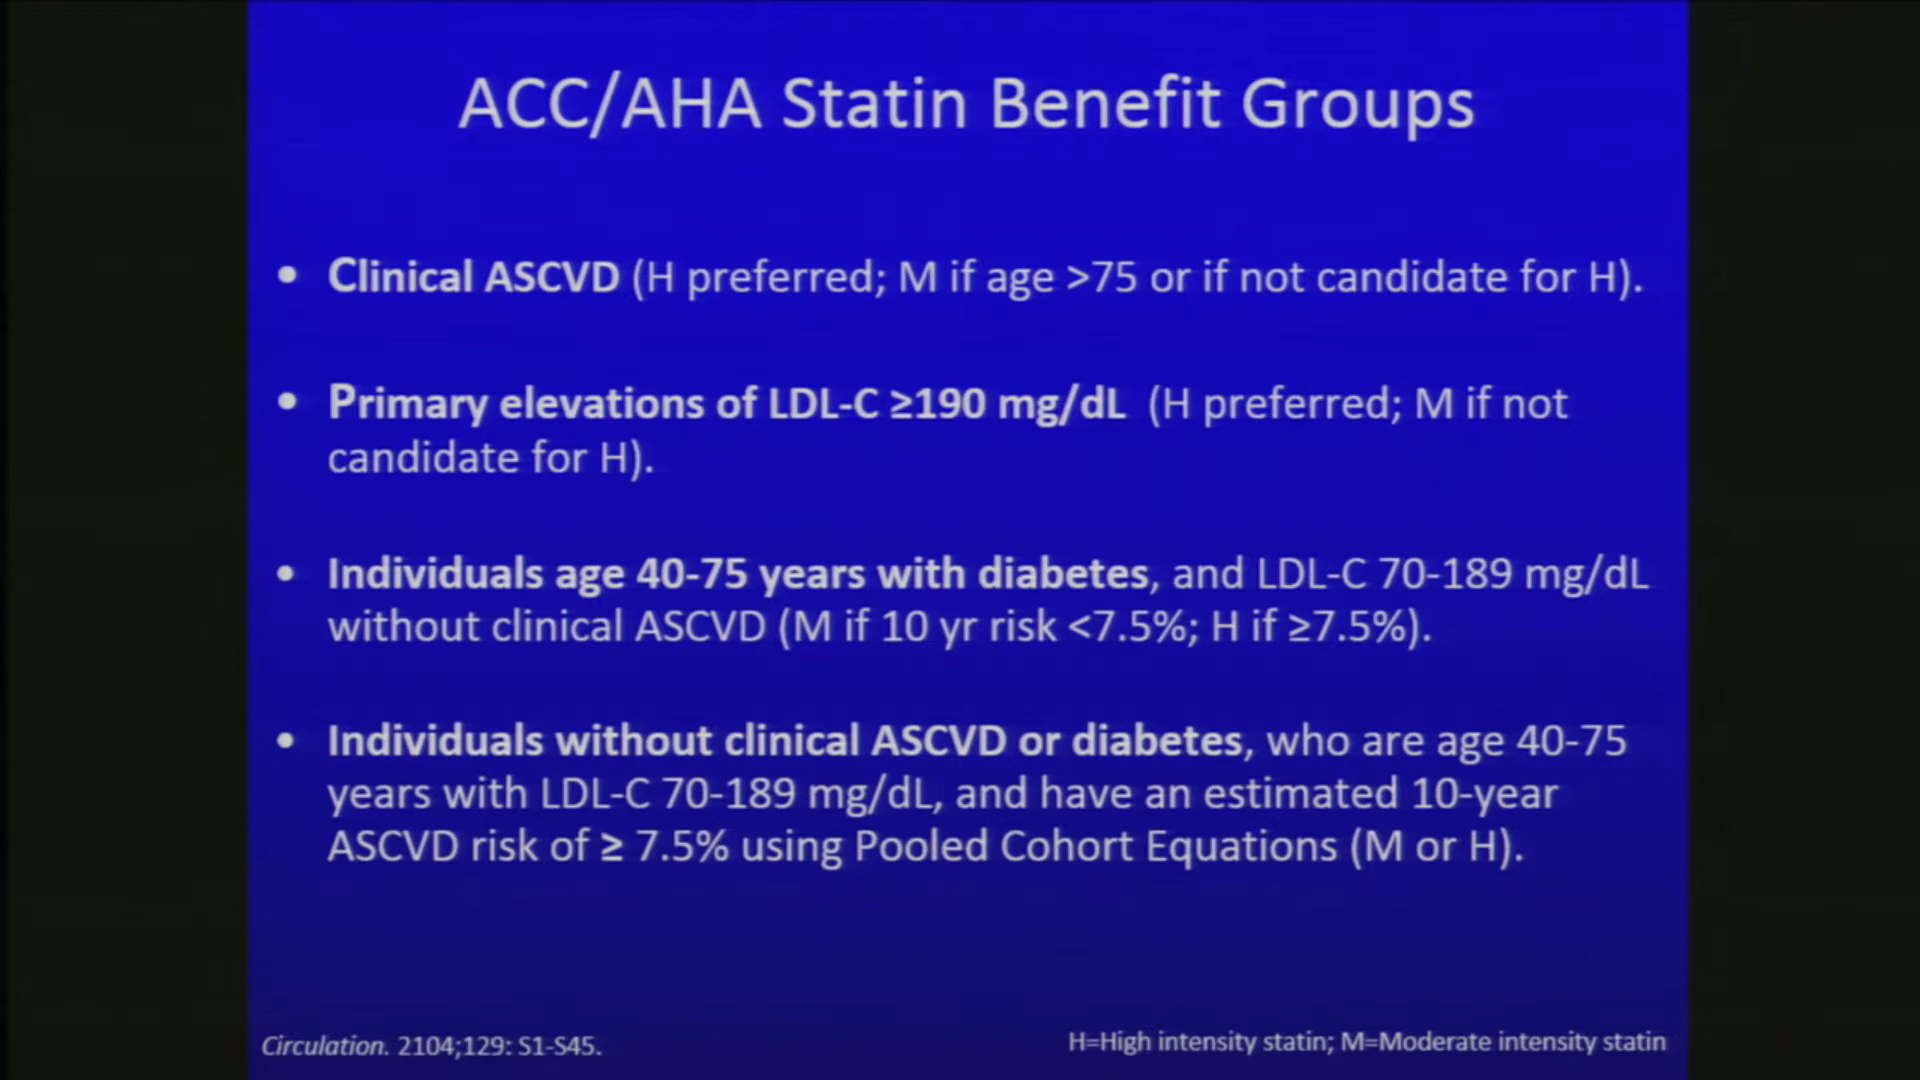 ACC/AHA Statin Benefit Groups
• Clinical ASCVD (H preferred; M if age >75 or if not candidate for H).
• Primary elevations of LDL-C ≥190 mg/dL (H preferred; M if not
candidate for H).
• Individuals age 40-75 years with diabetes, and LDL-C 70-189 mg/dL
without clinical ASCVD (M if 10 yr risk <7.5%; H if ≥7.5%).
• Individuals without clinical ASCVD or diabetes, who are age 40-75
years with LDL-C 70-189 mg/dL, and have an estimated 10-year
ASCVD risk of ≥ 7.5% using Pooled Cohort Equations (M or H).
Circulation. 2104;129: S1-S45.
H=High intensity statin; M=Moderate intensity statin